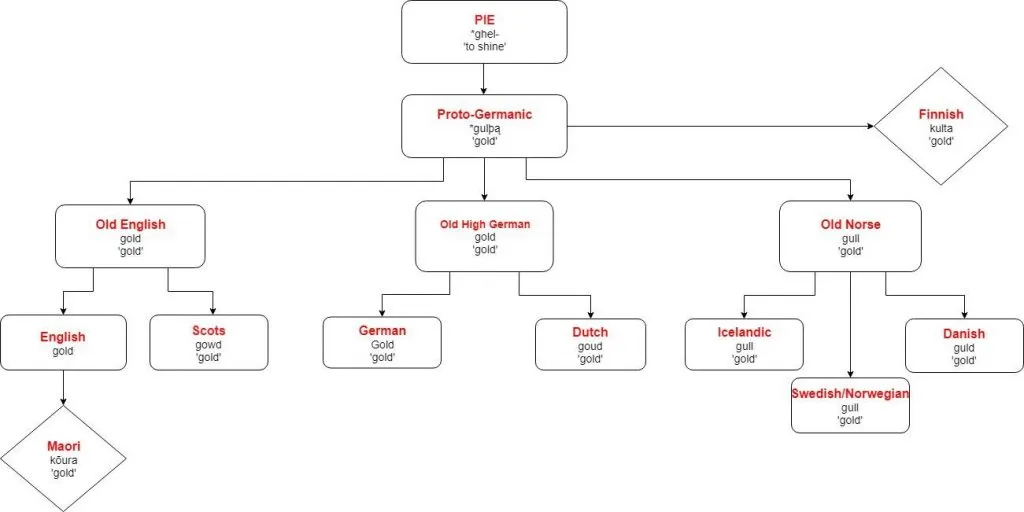 PIE
*ghel-
'to shine'
Proto-Germanic
*gulþą
'gold'
Finnish
kulta
'gold'
Old English
gold
'gold'
Old High German
gold
'gold'
Old Norse
gull
'gold'
English
gold
Scots
gowd
'gold'
German
Gold
'gold'
Dutch
goud
'gold'
Icelandic
gull
'gold'
Swedish/Norwegian
gull
'gold'
Danish
guld
'gold'
Maori
kōura
'gold'